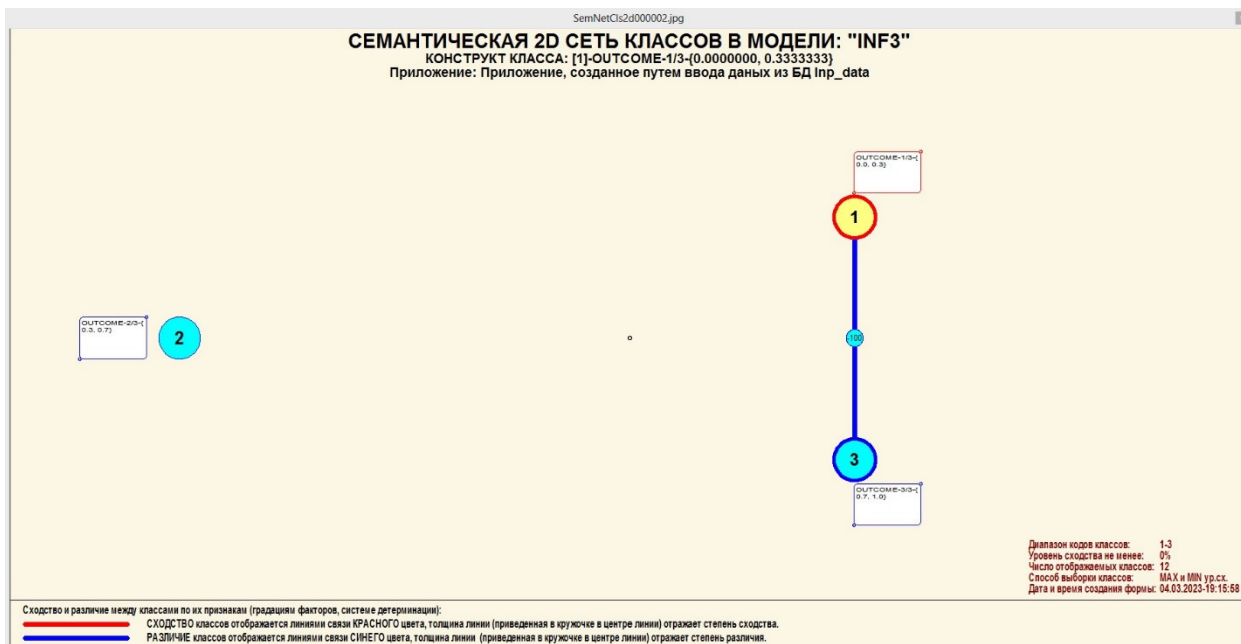 SemNetCls2d000002.jpg
СЕМАНТИЧЕСКАЯ 2D СЕТЬ КЛАССОВ В МОДЕЛИ: "INF3"
КОНСТРУКТ КЛАССА: [1]-OUTCOME-1/3-{0.0000000, 0.3333333}
Приложение: Приложение, созданное путем ввода даных из БД Inp_data
OUTCOME-1/3-{
0.0, 0.3}
1
OUTCOME-2/3-{
0.3, 0.7}
2
-100
3
OUTCOME-3/3-{
0.7, 1.0}
Диапазон кодов классов: 1-3
Уровень сходства не менее: 0%
Число отображаемых классов: 12
Способ выборки классов: MAX и MIN ур.сх.
Дата и время создания формы: 04.03.2023-19:15:58
Сходство и различие между классами по их признакам (градациям факторов, системе детерминации):
СХОДСТВО классов отображается линиями связи КРАСНОГО цвета, толщина линии (приведенная в кружочке в центре линии) отражает степень сходства.
РАЗЛИЧИЕ классов отображается линиями связи СИНЕГО цвета, толщина линии (приведенная в кружочке в центре линии) отражает степень различия.